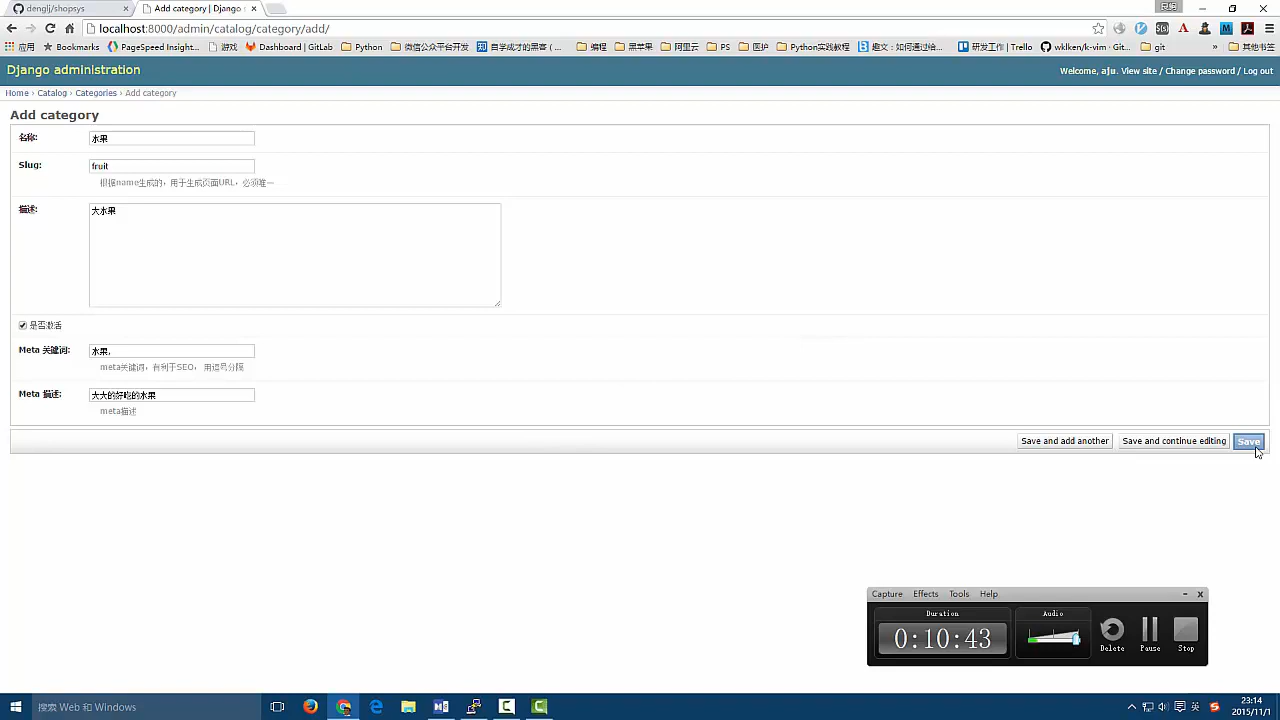 denglj/shopsys
Add category | Django
localhost:8000/admin/catalog/category/add/
应用
Bookmarks
PageSpeed Insight...
游戏
Dashboard | GitLab
Python
微信公众平台开发
自学成才的黑客 (...
编程
黑苹果
阿里云
PS
医护
Python实践教程
趣文：如何通过给...
研发工作 | Trello
wklken/k-vim · Git...
git
»
其他书签
Django administration
Welcome, aju. View site / Change password / Log out
Home › Catalog › Categories › Add category
Add category
名称: 水果
Slug: fruit
根据name生成的，用于生成页面URL，必须唯一
描述: 大水果
是否激活
Meta 关键词: 水果,
meta关键词，有利于SEO， 用逗号分隔
Meta 描述: 大大的好吃的水果
meta描述
Save and add another
Save and continue editing
Save
Capture Effects Tools Help
Duration
Audio
0:10:43
Delete
Pause
Stop
搜索 Web 和 Windows
英
23:14
2015/11/1